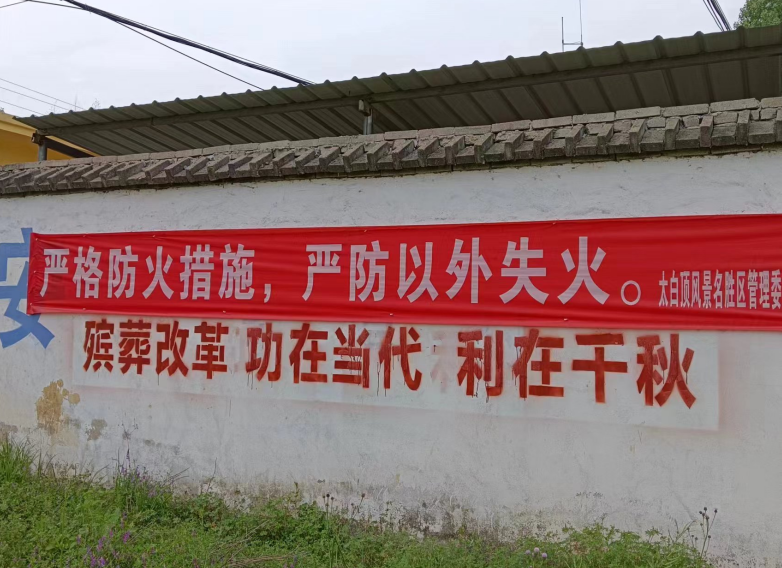 严格防火措施，严防以外失火。 太白顶风景名胜区管理委
殡葬改革 功在当代 利在千秋